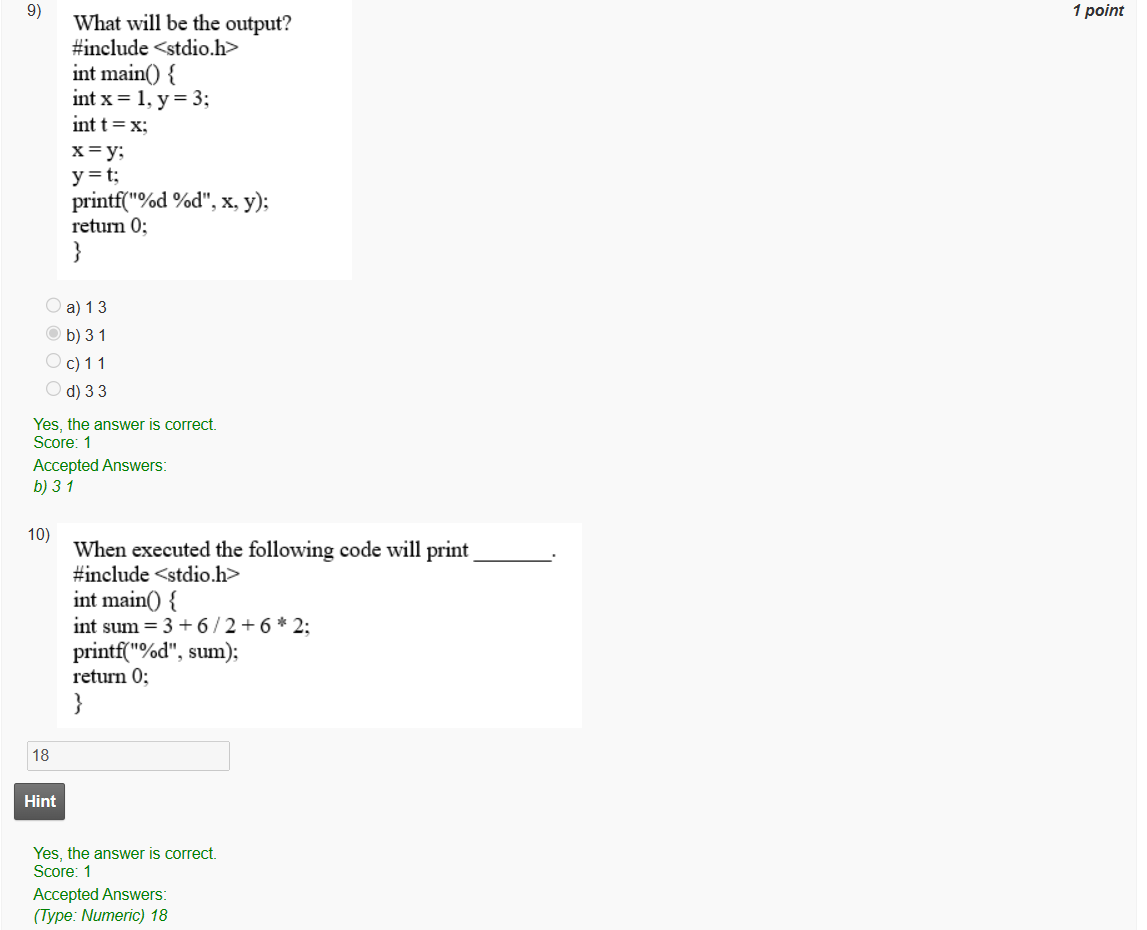 9)
1 point
What will be the output?
#include <stdio.h>
int main() {
int x = 1, y = 3;
int t = x;
x = y;
y = t;
printf("%d %d", x, y);
return 0;
}
a) 1 3
b) 3 1
c) 1 1
d) 3 3
Yes, the answer is correct.
Score: 1
Accepted Answers:
b) 3 1
10)
When executed the following code will print _______.
#include <stdio.h>
int main() {
int sum = 3 + 6 / 2 + 6 * 2;
printf("%d", sum);
return 0;
}
18
Hint
Yes, the answer is correct.
Score: 1
Accepted Answers:
(Type: Numeric) 18